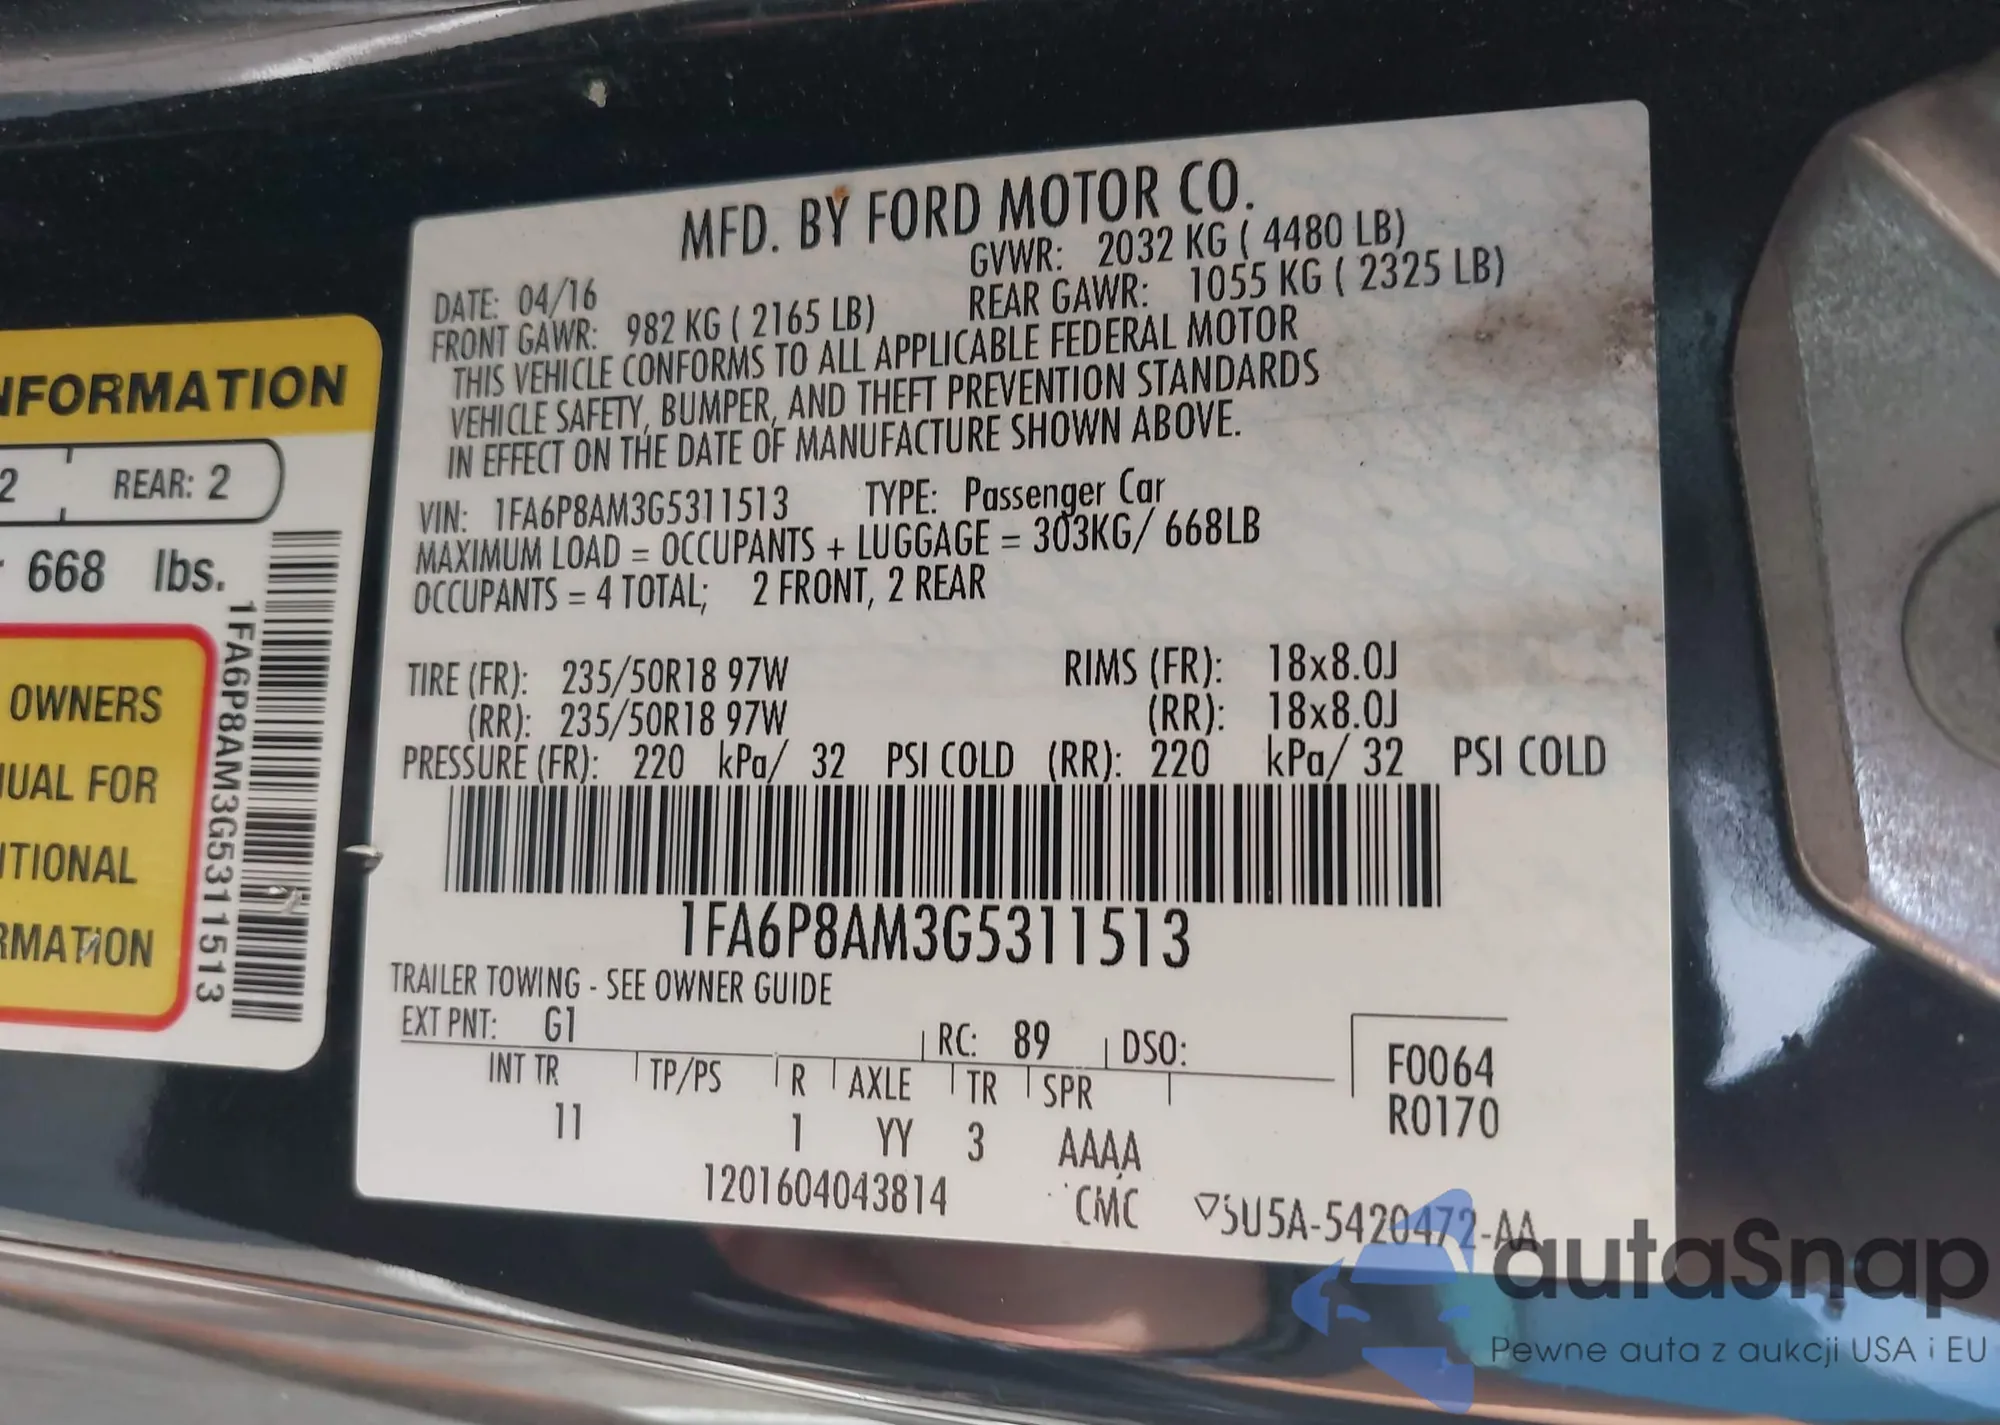 NFORMATION
2 REAR: 2
668 lbs.
OWNERS
UAL FOR
ITIONAL
RMATION
1FA6P8AM3G5311513
MFD. BY FORD MOTOR CO.
DATE: 04/16 GVWR: 2032 KG ( 4480 LB)
FRONT GAWR: 982 KG ( 2165 LB) REAR GAWR: 1055 KG ( 2325 LB)
THIS VEHICLE CONFORMS TO ALL APPLICABLE FEDERAL MOTOR
VEHICLE SAFETY, BUMPER, AND THEFT PREVENTION STANDARDS
IN EFFECT ON THE DATE OF MANUFACTURE SHOWN ABOVE.
VIN: 1FA6P8AM3G5311513 TYPE: Passenger Car
MAXIMUM LOAD = OCCUPANTS + LUGGAGE = 303KG/ 668LB
OCCUPANTS = 4 TOTAL; 2 FRONT, 2 REAR
TIRE (FR): 235/50R18 97W RIMS (FR): 18x8.0J
(RR): 235/50R18 97W (RR): 18x8.0J
PRESSURE (FR): 220 kPa/ 32 PSI COLD (RR): 220 kPa/ 32 PSI COLD
1FA6P8AM3G5311513
TRAILER TOWING - SEE OWNER GUIDE
EXT PNT: G1 RC: 89 DSO:
INT TR TP/PS R AXLE TR SPR
11 1 YY 3 AAAA
F0064
R0170
1201604043814 CMC 5U5A-5420472-AA
autaSnap
Pewne auta z aukcji USA i EU